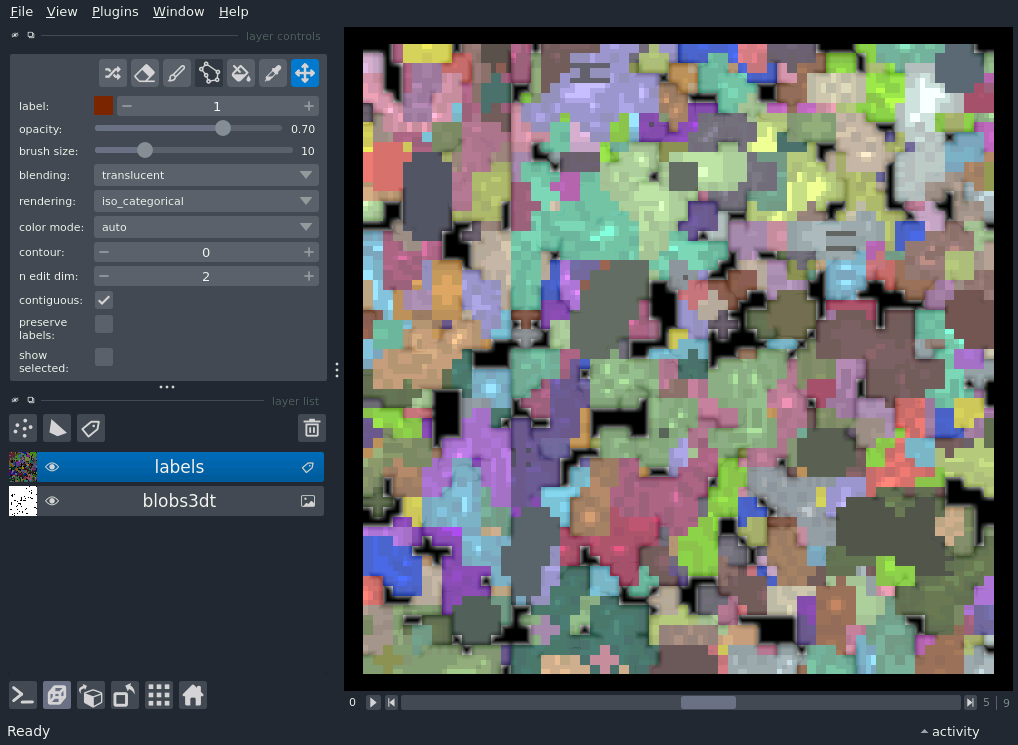 File View Plugins Window Help
layer controls
label: 1
opacity: 0.70
brush size: 10
blending: translucent
rendering: iso_categorical
color mode: auto
contour: 0
n edit dim: 2
contiguous:
preserve
labels:
show
selected:
layer list
labels
blobs3dt
0 5 | 9
Ready activity